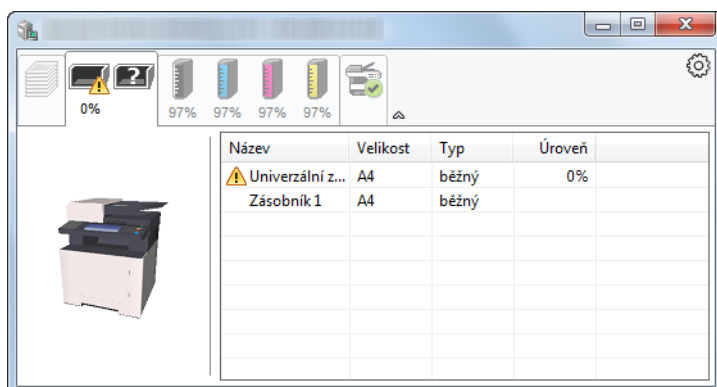 ?
0% 97% 97% 97% 97%
Název Velikost Typ Úroveň
Univerzální z... A4 běžný 0%
Zásobník 1 A4 běžný